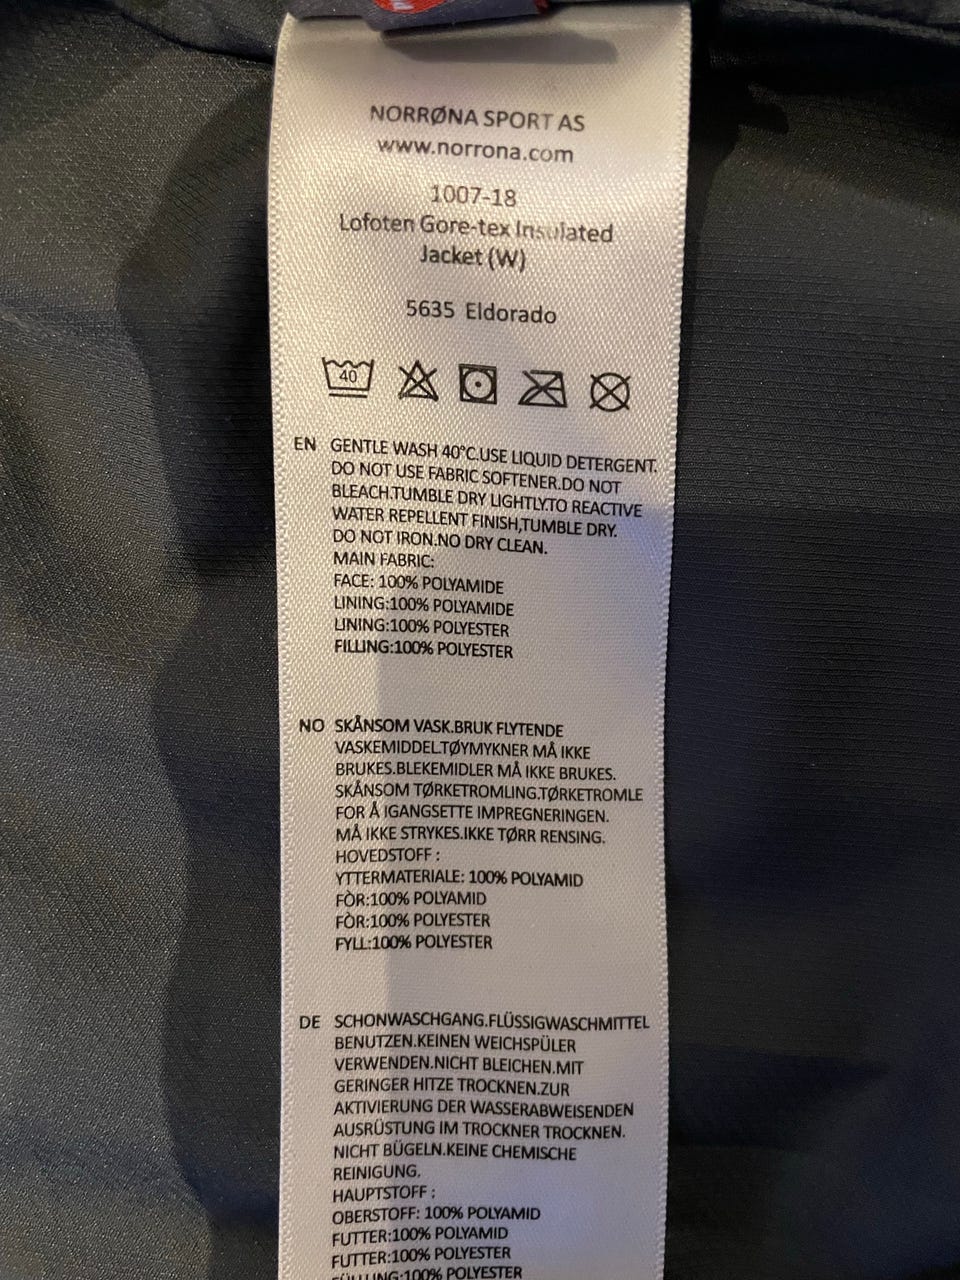 NORRØNA SPORT AS
www.norrona.com
1007-18
Lofoten Gore-tex Insulated
Jacket (W)
5635 Eldorado
40
EN GENTLE WASH 40°C.USE LIQUID DETERGENT.
DO NOT USE FABRIC SOFTENER.DO NOT
BLEACH.TUMBLE DRY LIGHTLY.TO REACTIVE
WATER REPELLENT FINISH,TUMBLE DRY.
DO NOT IRON.NO DRY CLEAN.
MAIN FABRIC:
FACE: 100% POLYAMIDE
LINING:100% POLYAMIDE
LINING:100% POLYESTER
FILLING:100% POLYESTER
NO SKÅNSOM VASK.BRUK FLYTENDE
VASKEMIDDEL.TØYMYKNER MÅ IKKE
BRUKES.BLEKEMIDLER MÅ IKKE BRUKES.
SKÅNSOM TØRKETROMLING.TØRKETROMLE
FOR Å IGANGSETTE IMPREGNERINGEN.
MÅ IKKE STRYKES.IKKE TØRR RENSING.
HOVEDSTOFF :
YTTERMATERIALE: 100% POLYAMID
FÒR:100% POLYAMID
FÒR:100% POLYESTER
FYLL:100% POLYESTER
DE SCHONWASCHGANG.FLÜSSIGWASCHMITTEL
BENUTZEN.KEINEN WEICHSPÜLER
VERWENDEN.NICHT BLEICHEN.MIT
GERINGER HITZE TROCKNEN.ZUR
AKTIVIERUNG DER WASSERABWEISENDEN
AUSRÜSTUNG IM TROCKNER TROCKNEN.
NICHT BÜGELN.KEINE CHEMISCHE
REINIGUNG.
HAUPTSTOFF :
OBERSTOFF: 100% POLYAMID
FUTTER:100% POLYAMID
FUTTER:100% POLYESTER
FÜLLUNG:100% POLYESTER